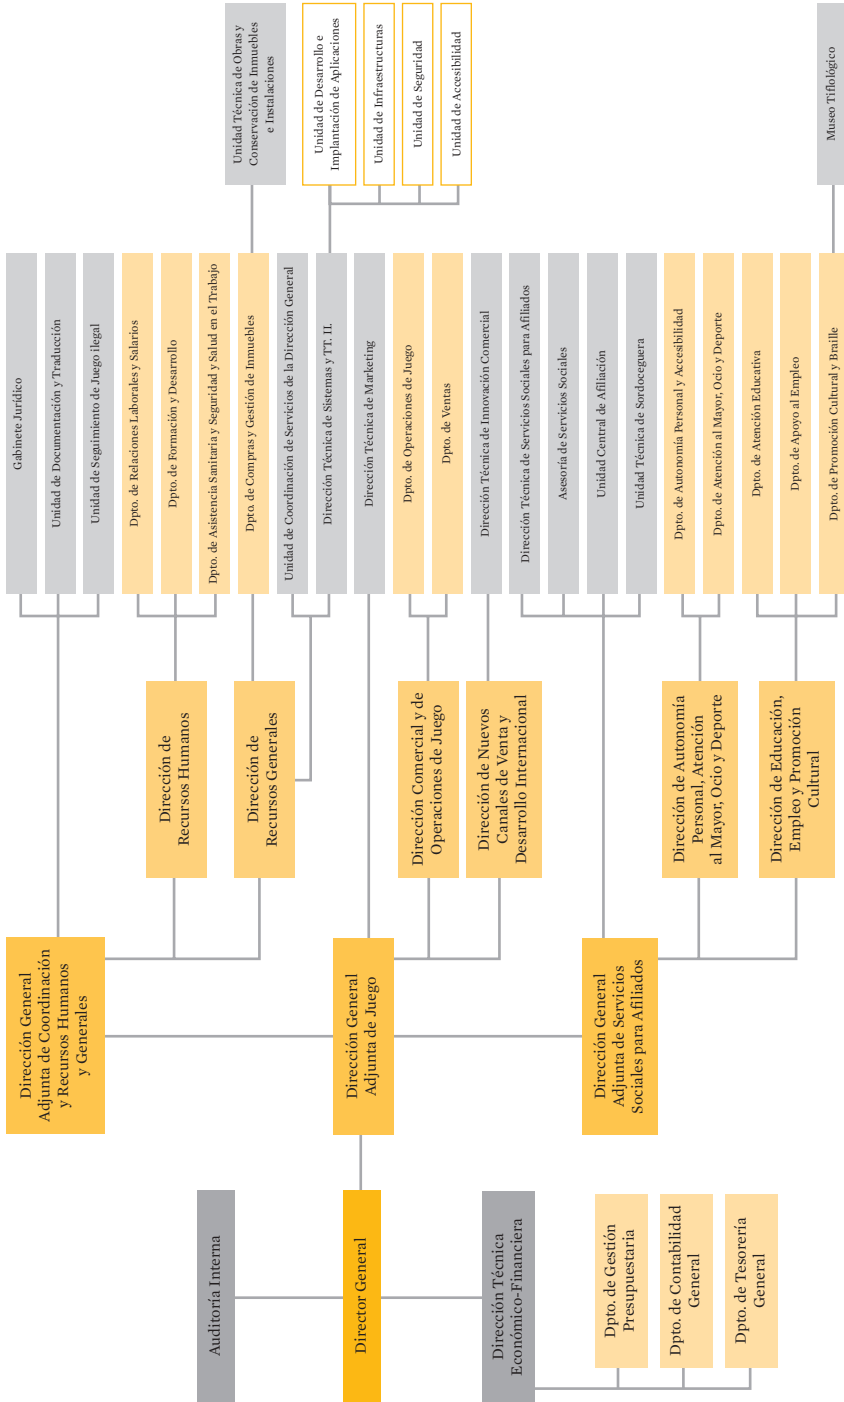 Director General
Auditoría Interna
Dirección Técnica
Económico-Financiera
Dpto. de Gestión
Presupuestaria
Dpto. de Contabilidad
General
Dpto. de Tesorería
General
Dirección General
Adjunta de Coordinación
y Recursos Humanos
y Generales
Dirección General
Adjunta de Juego
Dirección General
Adjunta de Servicios
Sociales para Afiliados
Dirección de
Recursos Humanos
Dirección de
Recursos Generales
Dirección Comercial y de
Operaciones de Juego
Dirección de Nuevos
Canales de Venta y
Desarrollo Internacional
Dirección de Autonomía
Personal, Atención
al Mayor, Ocio y Deporte
Dirección de Educación,
Empleo y Promoción
Cultural
Gabinete Jurídico
Unidad de Documentación y Traducción
Unidad de Seguimiento de Juego ilegal
Dpto. de Relaciones Laborales y Salarios
Dpto. de Formación y Desarrollo
Dpto. de Asistencia Sanitaria y Seguridad y Salud en el Trabajo
Dpto. de Compras y Gestión de Inmuebles
Unidad de Coordinación de Servicios de la Dirección General
Dirección Técnica de Sistemas y TT. II.
Dirección Técnica de Marketing
Dpto. de Operaciones de Juego
Dpto. de Ventas
Dirección Técnica de Innovación Comercial
Dirección Técnica de Servicios Sociales para Afiliados
Asesoría de Servicios Sociales
Unidad Central de Afiliación
Unidad Técnica de Sordoceguera
Dpto. de Autonomía Personal y Accesibilidad
Dpto. de Atención al Mayor, Ocio y Deporte
Dpto. de Atención Educativa
Dpto. de Apoyo al Empleo
Dpto. de Promoción Cultural y Braille
Unidad Técnica de Obras y
Conservación de Inmuebles
e Instalaciones
Unidad de Desarrollo e
Implantación de Aplicaciones
Unidad de Infraestructuras
Unidad de Seguridad
Unidad de Accesibilidad
Museo Tiflológico